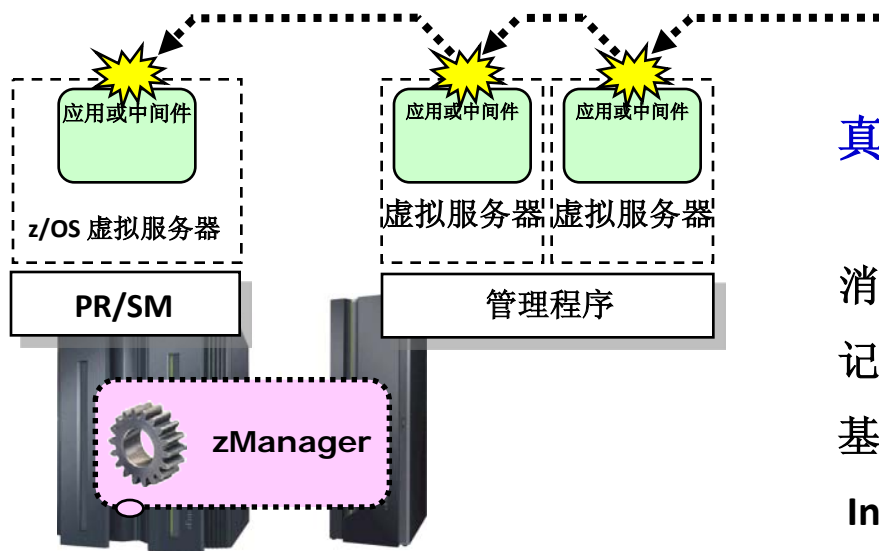 应用或中间件
z/OS 虚拟服务器
PR/SM
应用或中间件
应用或中间件
虚拟服务器
虚拟服务器
管理程序
zManager
真
消
记
基
In